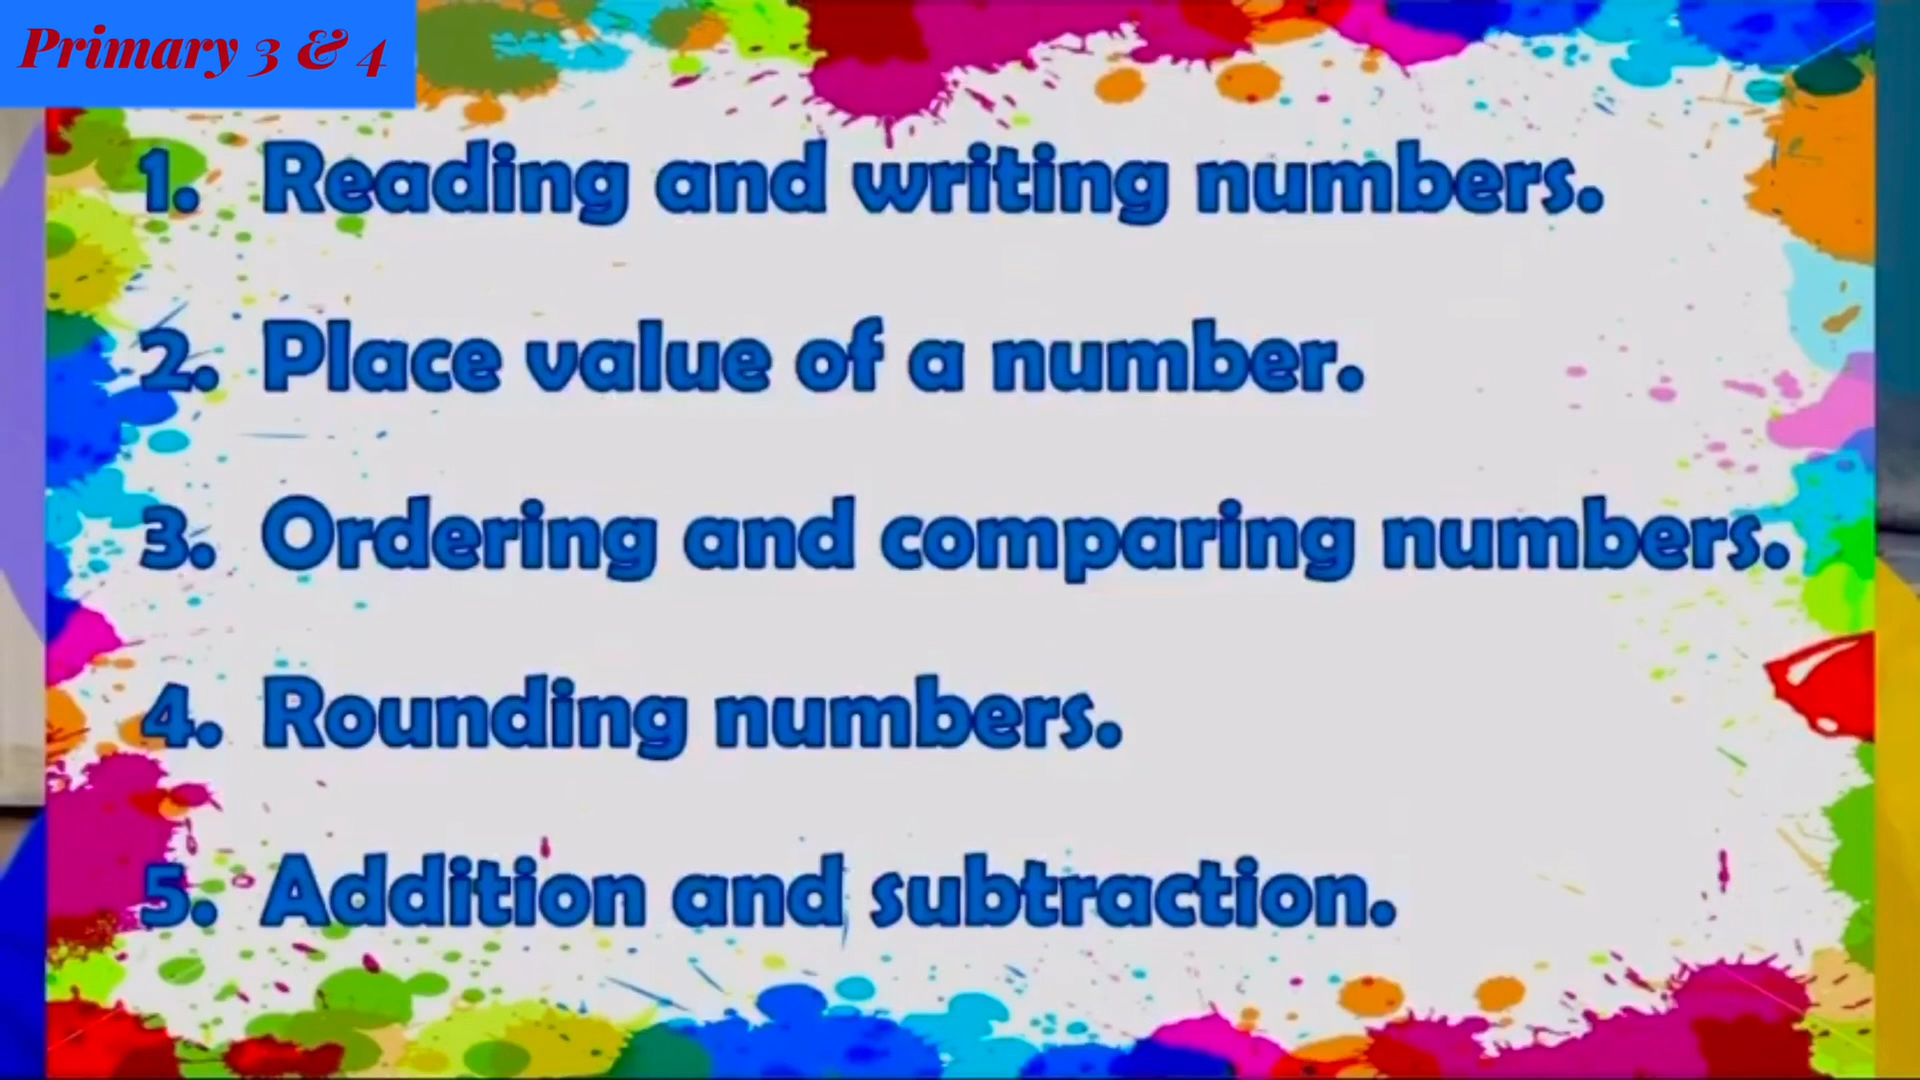 Primary 3 & 4
1. Reading and writing numbers.
2. Place value of a number.
3. Ordering and comparing numbers.
4. Rounding numbers.
5. Addition and subtraction.